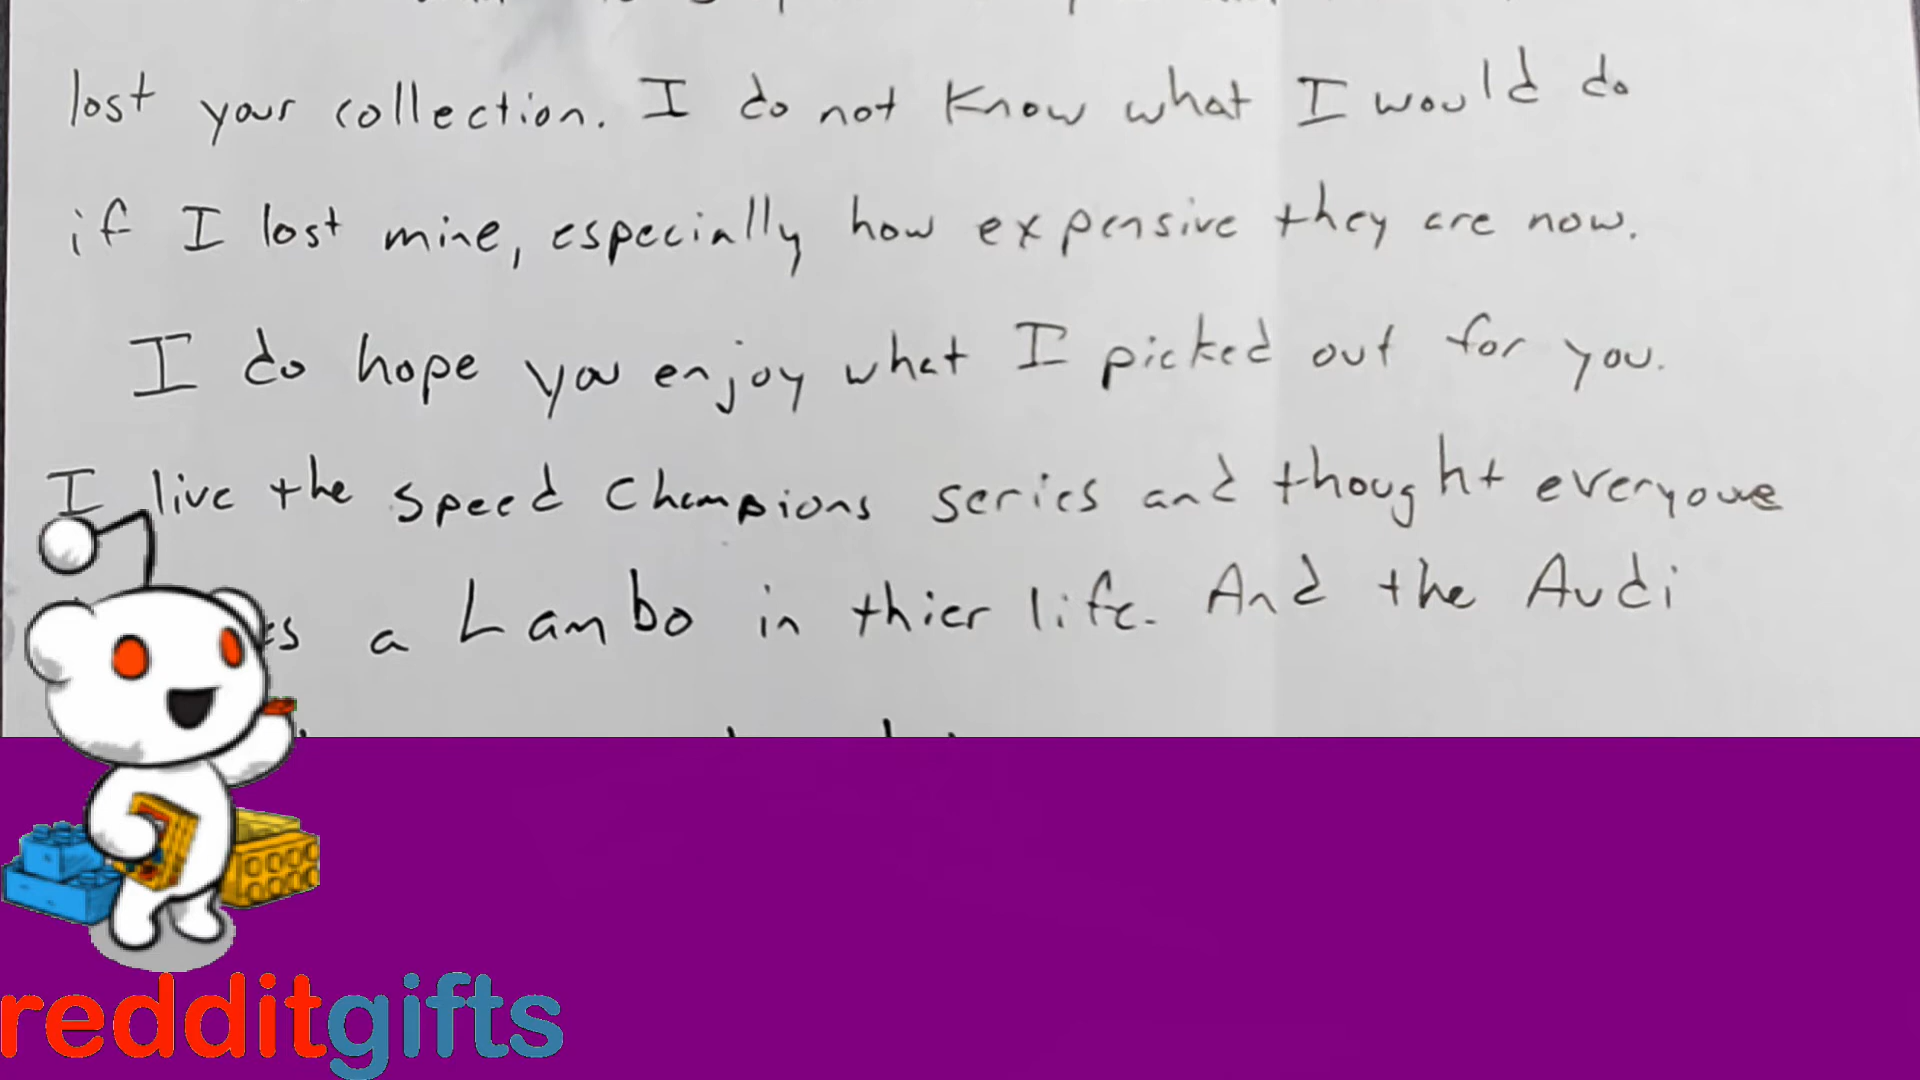 lost your collection. I do not know what I would do
if I lost mine, especially how expensive they are now.
I do hope you enjoy what I picked out for you.
I live the speed champions series and thought everyone
a Lambo in thier life. And the Audi
redditgifts